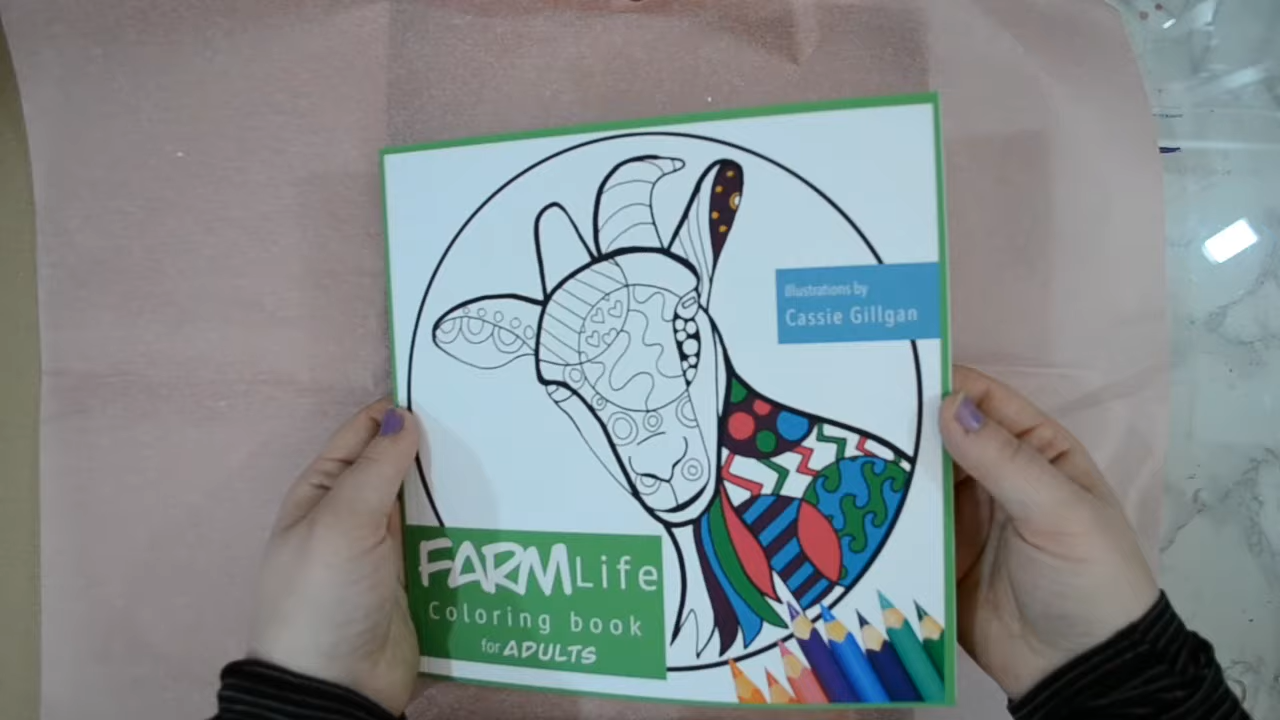 Illustrations by
Cassie Gillgan
FARM Life
Coloring book
for ADULTS